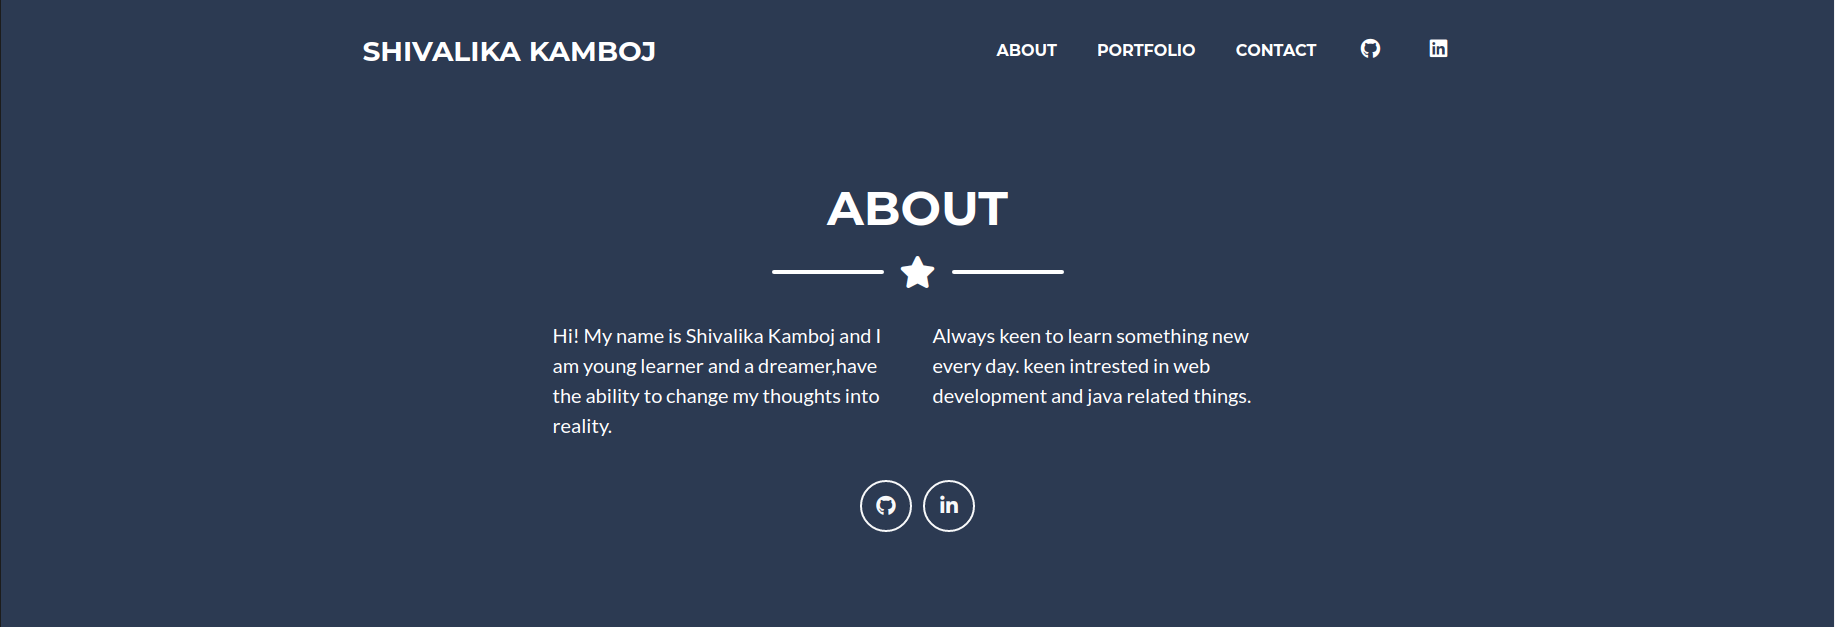 SHIVALIKA KAMBOJ
ABOUT
PORTFOLIO
CONTACT
ABOUT
Hi! My name is Shivalika Kamboj and I
am young learner and a dreamer,have
the ability to change my thoughts into
reality.
Always keen to learn something new
every day. keen intrested in web
development and java related things.